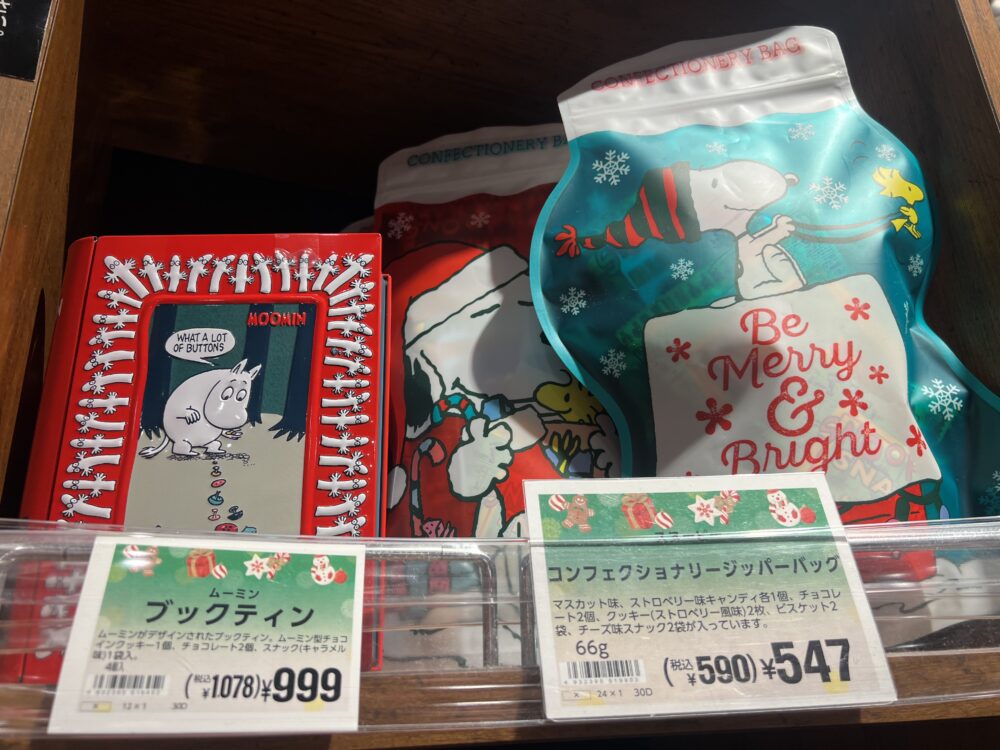 CONFECTIONERY BAG
CONFECTIONERY BA
MOOMIN
WHAT A LOT
OF BUTTONS
Be
Merry
&
Bright
ムーミン
ブックティン
ムーミンがデザインされたブックティン。ムーミン型チョコ
インクッキー1個、チョコレート2個、スナック(キャラメル
味)1袋入。
(税込
¥1078)¥999
12×1 30D
コンフェクショナリージッパーバッグ
マスカット味、ストロベリー味キャンディ各1個、チョコレ
ート2個、クッキー(ストロベリー風味)2枚、ビスケット2
袋、チーズ味スナック2袋が入っています。
66g
(税込
¥590)¥547
24×1 30D